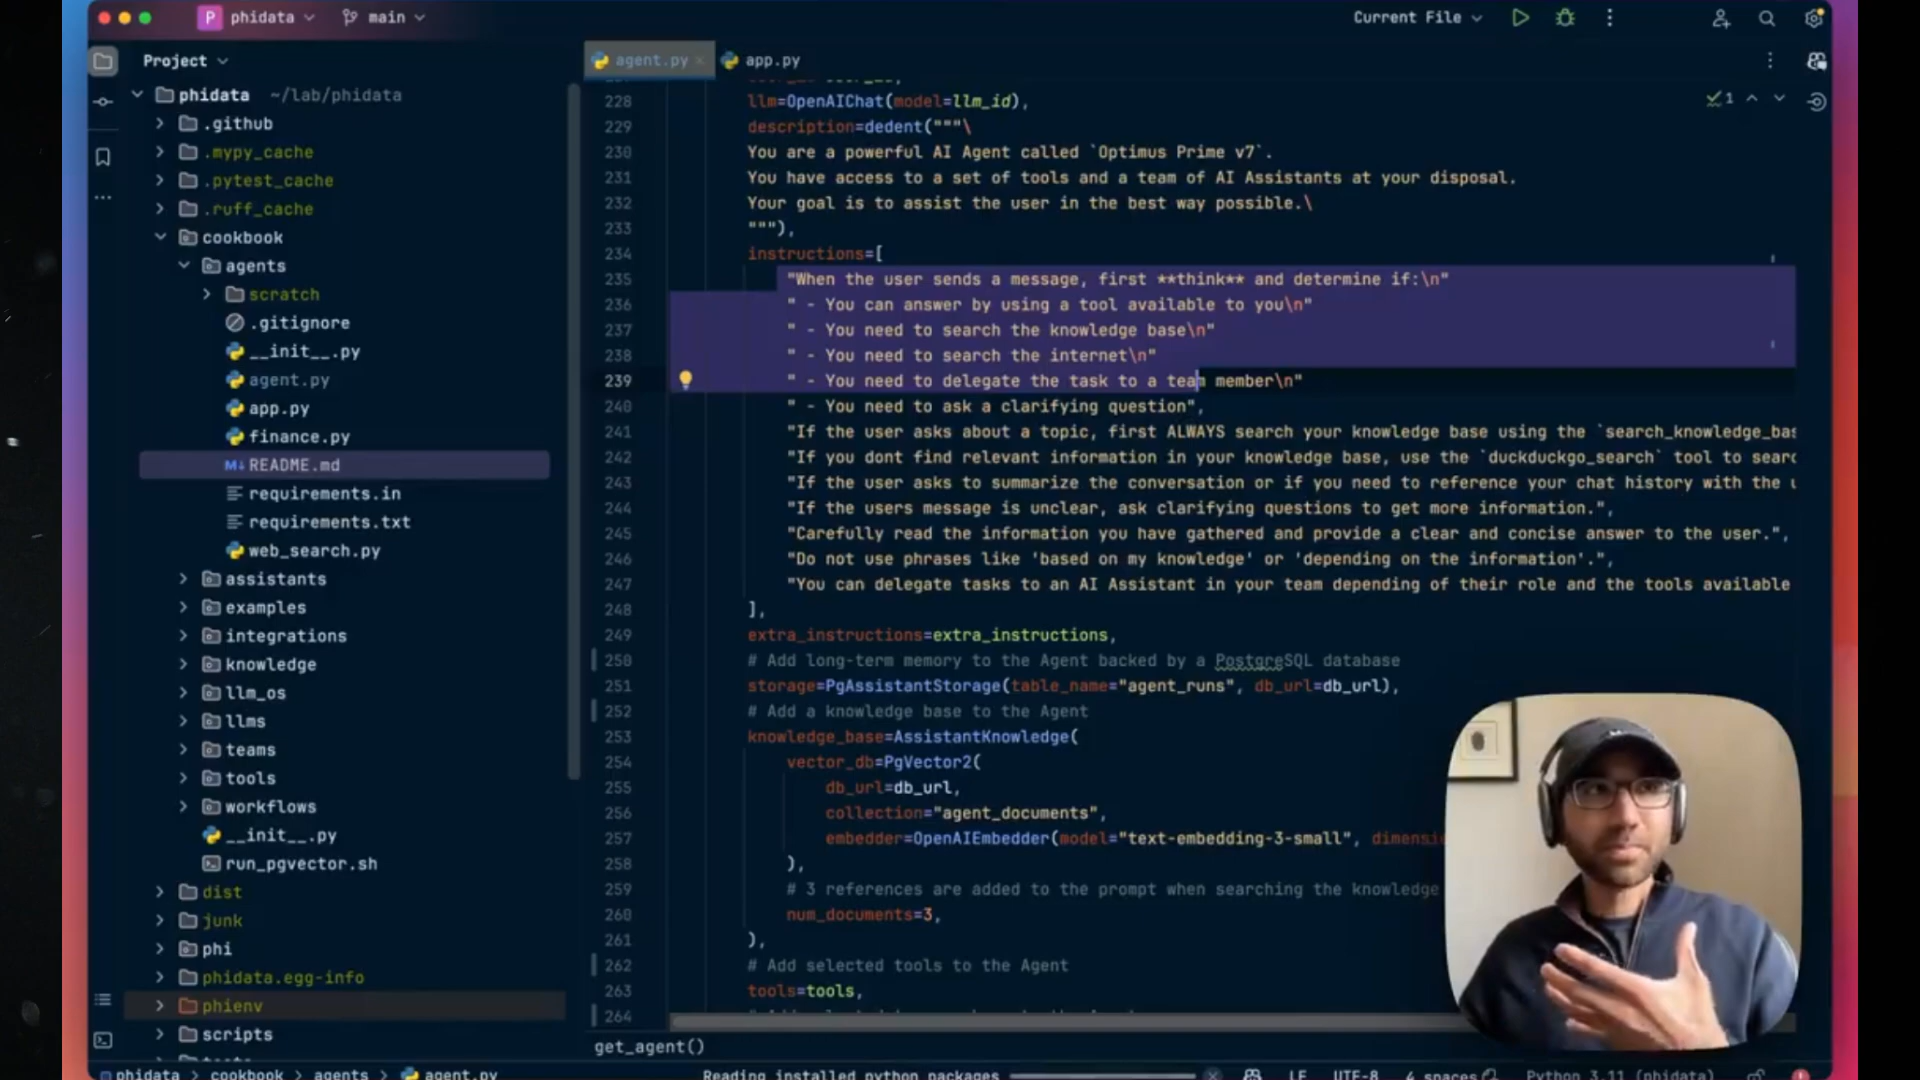 P phidata main
Current File
Project
agent.py
app.py
phidata ~/lab/phidata
.github
.mypy_cache
.pytest_cache
.ruff_cache
cookbook
agents
scratch
.gitignore
__init__.py
agent.py
app.py
finance.py
M↓ README.md
requirements.in
requirements.txt
web_search.py
assistants
examples
integrations
knowledge
llm_os
llms
teams
tools
workflows
__init__.py
run_pgvector.sh
dist
junk
phi
phidata.egg-info
phienv
scripts
1
228 llm=OpenAIChat(model=llm_id),
229 description=dedent("""\
230 You are a powerful AI Agent called `Optimus Prime v7`.
231 You have access to a set of tools and a team of AI Assistants at your disposal.
232 Your goal is to assist the user in the best way possible.\
233 """),
234 instructions=[
235 "When the user sends a message, first **think** and determine if:\n"
236 " - You can answer by using a tool available to you\n"
237 " - You need to search the knowledge base\n"
238 " - You need to search the internet\n"
239 " - You need to delegate the task to a team member\n"
240 " - You need to ask a clarifying question",
241 "If the user asks about a topic, first ALWAYS search your knowledge base using the `search_knowledge_bas
242 "If you dont find relevant information in your knowledge base, use the `duckduckgo_search` tool to searc
243 "If the user asks to summarize the conversation or if you need to reference your chat history with the u
244 "If the users message is unclear, ask clarifying questions to get more information.",
245 "Carefully read the information you have gathered and provide a clear and concise answer to the user.",
246 "Do not use phrases like 'based on my knowledge' or 'depending on the information'.",
247 "You can delegate tasks to an AI Assistant in your team depending of their role and the tools available
248 ],
249 extra_instructions=extra_instructions,
250 # Add long-term memory to the Agent backed by a PostgreSQL database
251 storage=PgAssistantStorage(table_name="agent_runs", db_url=db_url),
252 # Add a knowledge base to the Agent
253 knowledge_base=AssistantKnowledge(
254 vector_db=PgVector2(
255 db_url=db_url,
256 collection="agent_documents",
257 embedder=OpenAIEmbedder(model="text-embedding-3-small", dimensi
258 ),
259 # 3 references are added to the prompt when searching the knowledge
260 num_documents=3,
261 ),
262 # Add selected tools to the Agent
263 tools=tools,
264
get_agent()
phidata > cookbook > agents > agent.py
Reading installed python packages
LF UTF-8 4 spaces Python 3.11 (phidata)